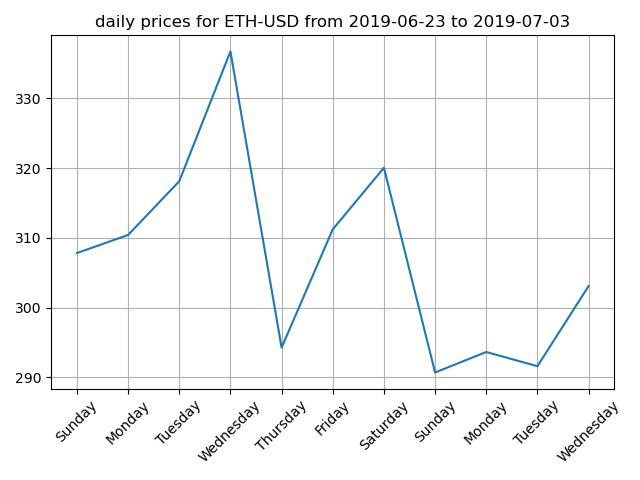 daily prices for ETH-USD from 2019-06-23 to 2019-07-03
330
320
310
300
290
Sunday
Monday
Tuesday
Wednesday
Thursday
Friday
Saturday
Sunday
Monday
Tuesday
Wednesday